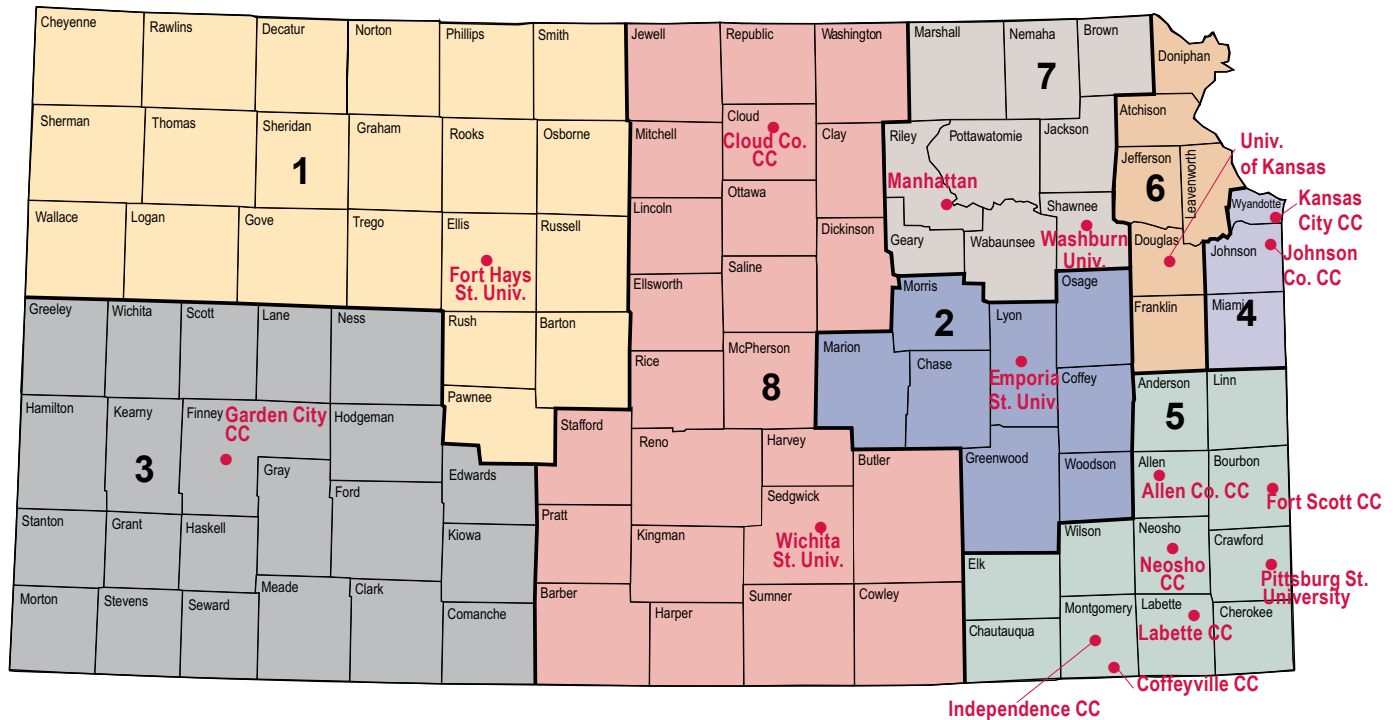 Cheyenne
Rawlins
Decatur
Norton
Phillips
Smith
Jewell
Republic
Washington
Marshall
Nemaha
Brown
Doniphan
7
Sherman
Thomas
Sheridan
Graham
Rooks
Osborne
Mitchell
Cloud
Cloud Co.
CC
Clay
Riley
Pottawatomie
Jackson
Atchison
Univ.
of Kansas
1
Jefferson
6
Leavenworth
Manhattan
Ottawa
Wallace
Logan
Gove
Trego
Ellis
Russell
Lincoln
Dickinson
Geary
Wabaunsee
Shawnee
Washburn
Univ.
Douglas
Wyandotte
Kansas
City CC
Johnson
Johnson
Co. CC
Fort Hays
St. Univ.
Saline
Ellsworth
Morris
2
Osage
Greeley
Wichita
Scott
Lane
Ness
Rush
Barton
Lyon
Franklin
Miami
4
Rice
McPherson
8
Marion
Chase
Emporia
St. Univ.
Coffey
Anderson
Linn
5
Hamilton
Kearny
Finney
Garden City
CC
Hodgeman
Pawnee
Stafford
Reno
Harvey
Butler
Greenwood
Woodson
Allen
Allen Co. CC
Bourbon
Fort Scott CC
3
Gray
Ford
Edwards
Sedgwick
Wichita
St. Univ.
Stanton
Grant
Haskell
Kiowa
Pratt
Kingman
Wilson
Neosho
Neosho
CC
Crawford
Pittsburg St.
University
Elk
Morton
Stevens
Seward
Meade
Clark
Comanche
Barber
Harper
Sumner
Cowley
Chautauqua
Montgomery
Labette
Labette CC
Cherokee
Coffeyville CC
Independence CC